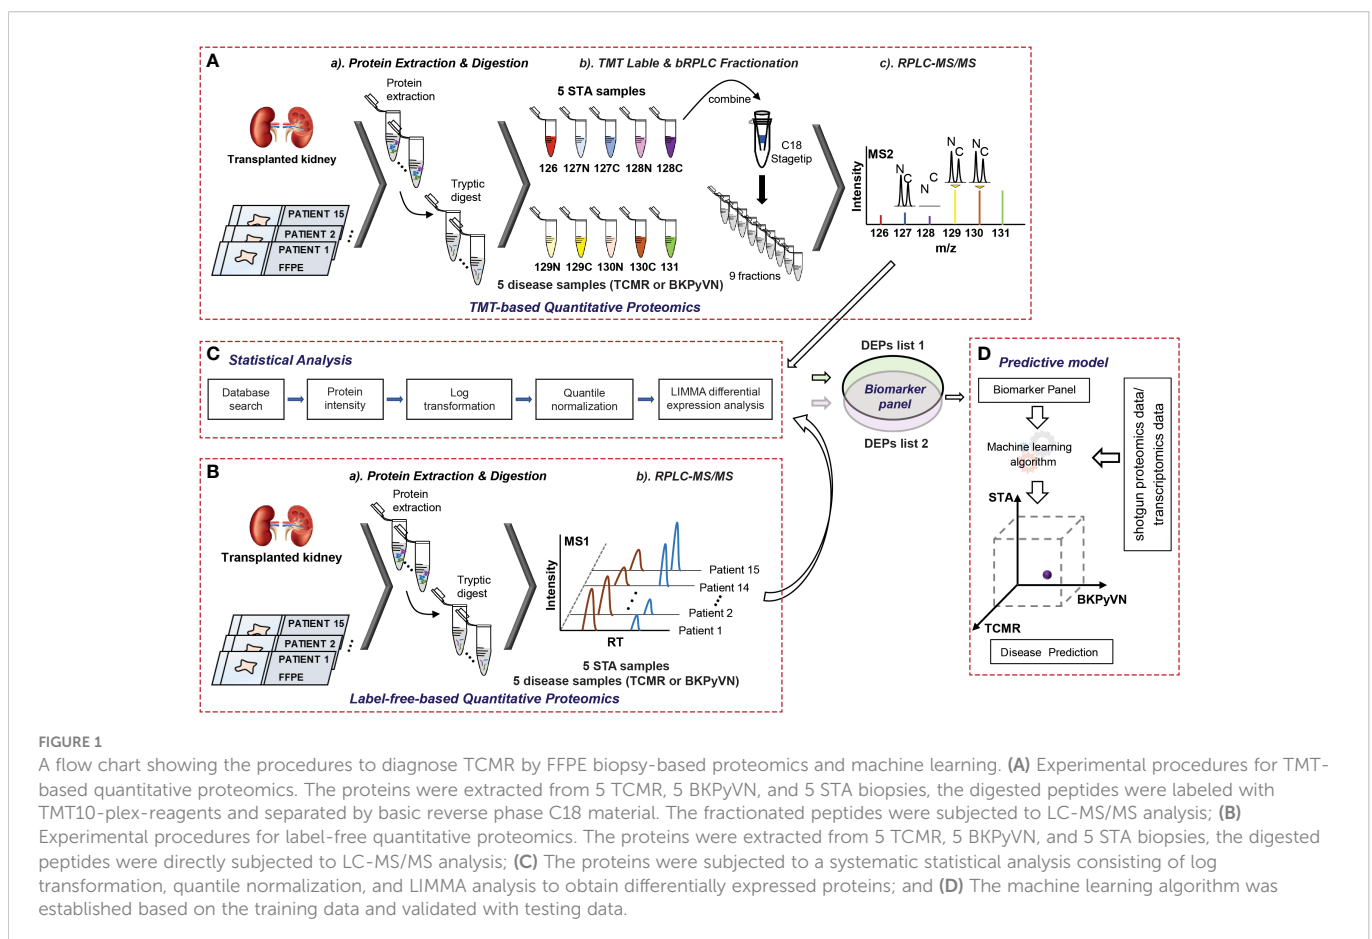 A
a). Protein Extraction & Digestion
b). TMT Lable & bRPLC Fractionation
c). RPLC-MS/MS
Protein
extraction
Transplanted kidney
Tryptic
digest
PATIENT 15
PATIENT 2
PATIENT 1
FFPE
5 STA samples
126 127N 127C 128N 128C
129N 129C 130N 130C 131
5 disease samples (TCMR or BKPyVN)
combine
C18
Stagetip
9 fractions
MS2
Intensity
N
C
N
C
N
C
N
C
126 127 128 129 130 131
m/z
TMT-based Quantitative Proteomics
C
Statistical Analysis
Database
search
Protein
intensity
Log
transformation
Quantile
normalization
LIMMA differential
expression analysis
DEPs list 1
Biomarker
panel
DEPs list 2
D
Predictive model
Biomarker Panel
Machine learning
algorithm
shotgun proteomics data/
transcriptomics data
STA
BKPyVN
TCMR
Disease Prediction
B
a). Protein Extraction & Digestion
b). RPLC-MS/MS
Protein
extraction
Transplanted kidney
Tryptic
digest
PATIENT 15
PATIENT 2
PATIENT 1
FFPE
MS1
Intensity
Patient 15
Patient 14
Patient 2
Patient 1
RT
5 STA samples
5 disease samples (TCMR or BKPyVN)
Label-free-based Quantitative Proteomics
FIGURE 1
A flow chart showing the procedures to diagnose TCMR by FFPE biopsy-based proteomics and machine learning. (A) Experimental procedures for TMT-
based quantitative proteomics. The proteins were extracted from 5 TCMR, 5 BKPyVN, and 5 STA biopsies, the digested peptides were labeled with
TMT10-plex-reagents and separated by basic reverse phase C18 material. The fractionated peptides were subjected to LC-MS/MS analysis; (B)
Experimental procedures for label-free quantitative proteomics. The proteins were extracted from 5 TCMR, 5 BKPyVN, and 5 STA biopsies, the digested
peptides were directly subjected to LC-MS/MS analysis; (C) The proteins were subjected to a systematic statistical analysis consisting of log
transformation, quantile normalization, and LIMMA analysis to obtain differentially expressed proteins; and (D) The machine learning algorithm was
established based on the training data and validated with testing data.